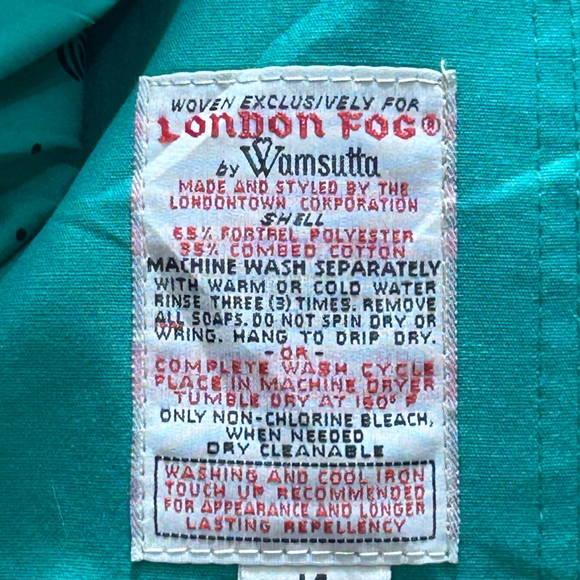 WOVEN EXCLUSIVELY FOR
LONDON FOG®
by Wamsutta
MADE AND STYLED BY THE
LONDONTOWN CORPORATION
SHELL
65% FORTREL POLYESTER
35% COMBED COTTON
MACHINE WASH SEPARATELY
WITH WARM OR COLD WATER
RINSE THREE (3) TIMES. REMOVE
ALL SOAPS. DO NOT SPIN DRY OR
WRING. HANG TO DRIP DRY.
-OR-
COMPLETE WASH CYCLE
PLACE IN MACHINE DRYER
TUMBLE DRY AT 160° F
ONLY NON-CHLORINE BLEACH,
WHEN NEEDED
DRY CLEANABLE
WASHING AND COOL IRON
TOUCH UP RECOMMENDED
FOR APPEARANCE AND LONGER
LASTING REPELLENCY